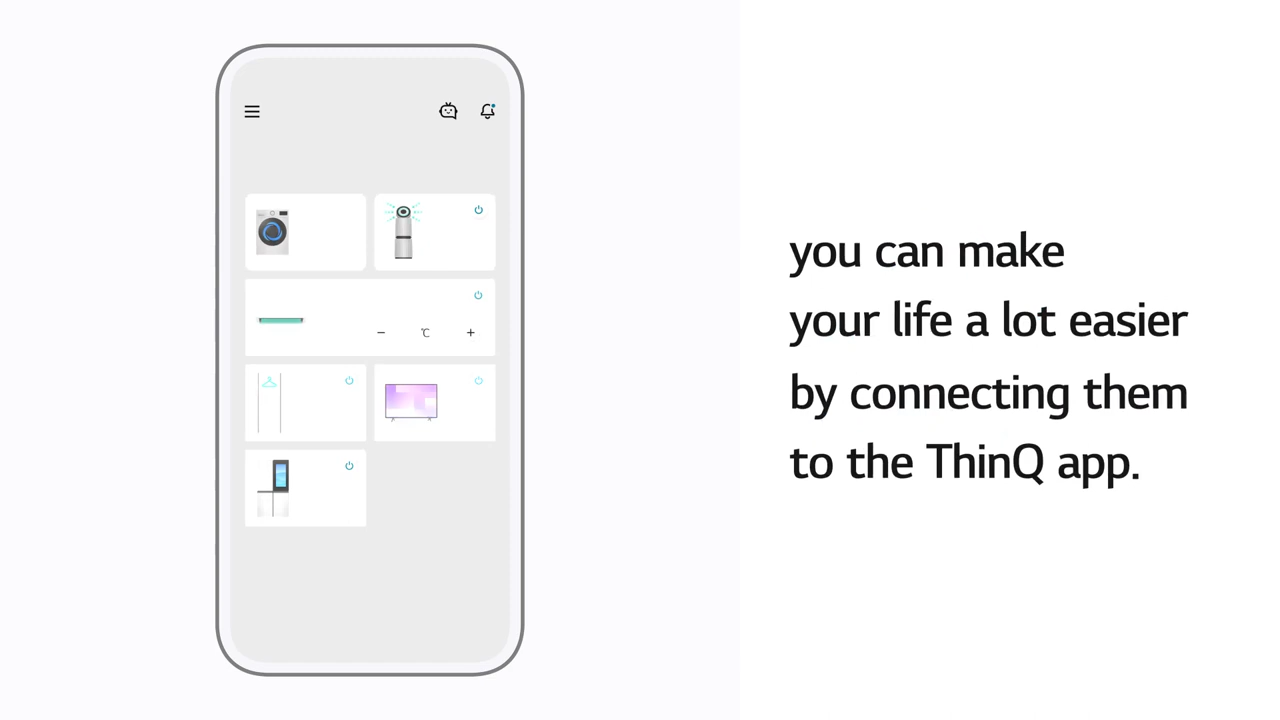 − ℃ +
you can make
your life a lot easier
by connecting them
to the ThinQ app.